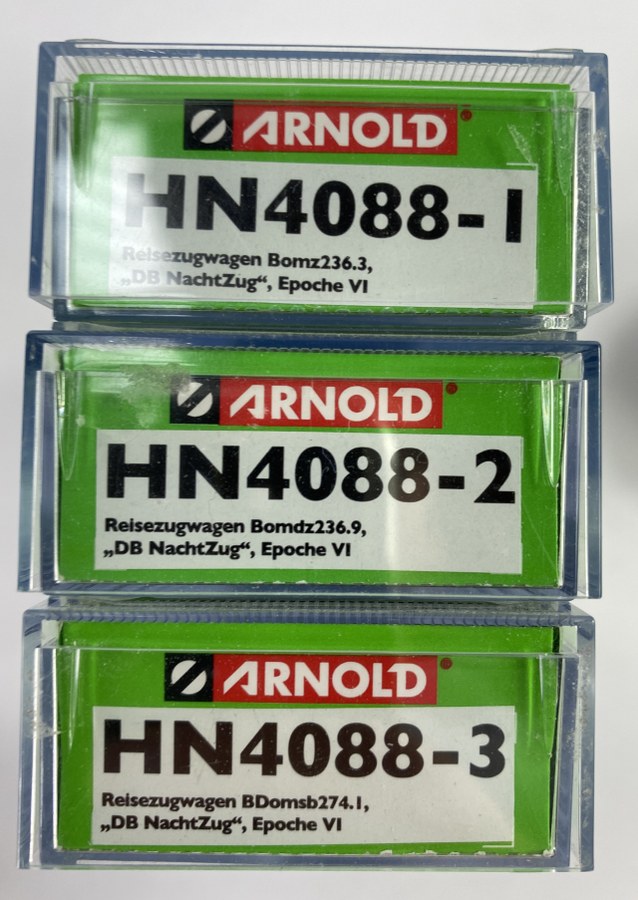 ARNOLD
HN4088-1
Reisezugwagen Bomz236.3,
„DB NachtZug“, Epoche VI
ARNOLD
HN4088-2
Reisezugwagen Bomdz236.9,
„DB NachtZug“, Epoche VI
ARNOLD
HN4088-3
Reisezugwagen BDomsb274.1,
„DB NachtZug“, Epoche VI